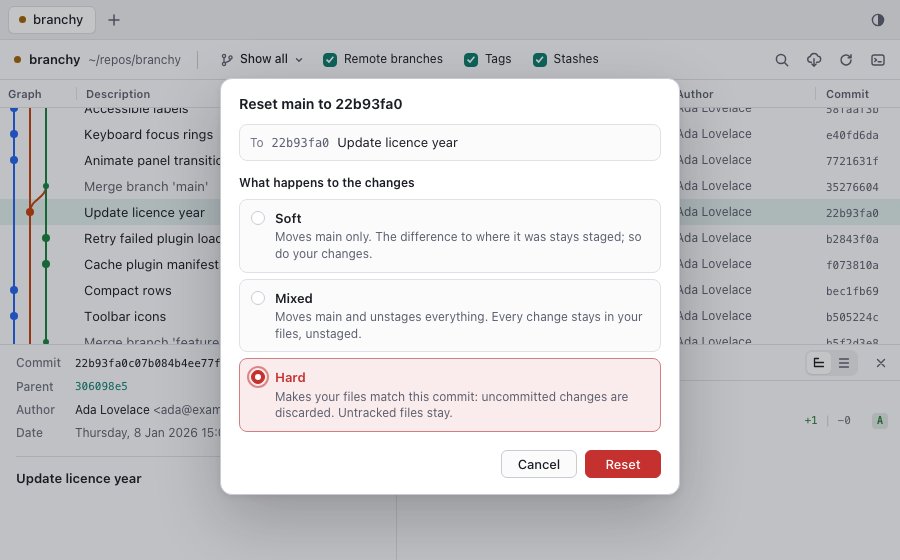 branchy
branchy ~/repos/branchy Show all Remote branches Tags Stashes
Graph Description Author Commit
Accessible labels Ada Lovelace 58faaf3b
Keyboard focus rings Ada Lovelace e40fd6da
Animate panel Ada Lovelace 7721631f
Merge branch 'main' Ada Lovelace 35276604
Update licence year Ada Lovelace 22b93fa0
Retry failed plugin Ada Lovelace b2843f0a
Cache plugin manifest Ada Lovelace f073810a
Compact rows Ada Lovelace bec1fb69
Toolbar icons Ada Lovelace b505224c
Merge branch Ada Lovelace b5f2d3e8
Reset main to 22b93fa0
To 22b93fa0 Update licence year
What happens to the changes
Soft
Moves main only. The difference to where it was stays staged; so
do your changes.
Mixed
Moves main and unstages everything. Every change stays in your
files, unstaged.
Hard
Makes your files match this commit: uncommitted changes are
discarded. Untracked files stay.
Cancel Reset
Commit 22b93fa0c07b084b4ee77f
Parent 306098e5
Author Ada Lovelace <ada@exam
Date Thursday, 8 Jan 2026
Update licence year
+1 −0 A